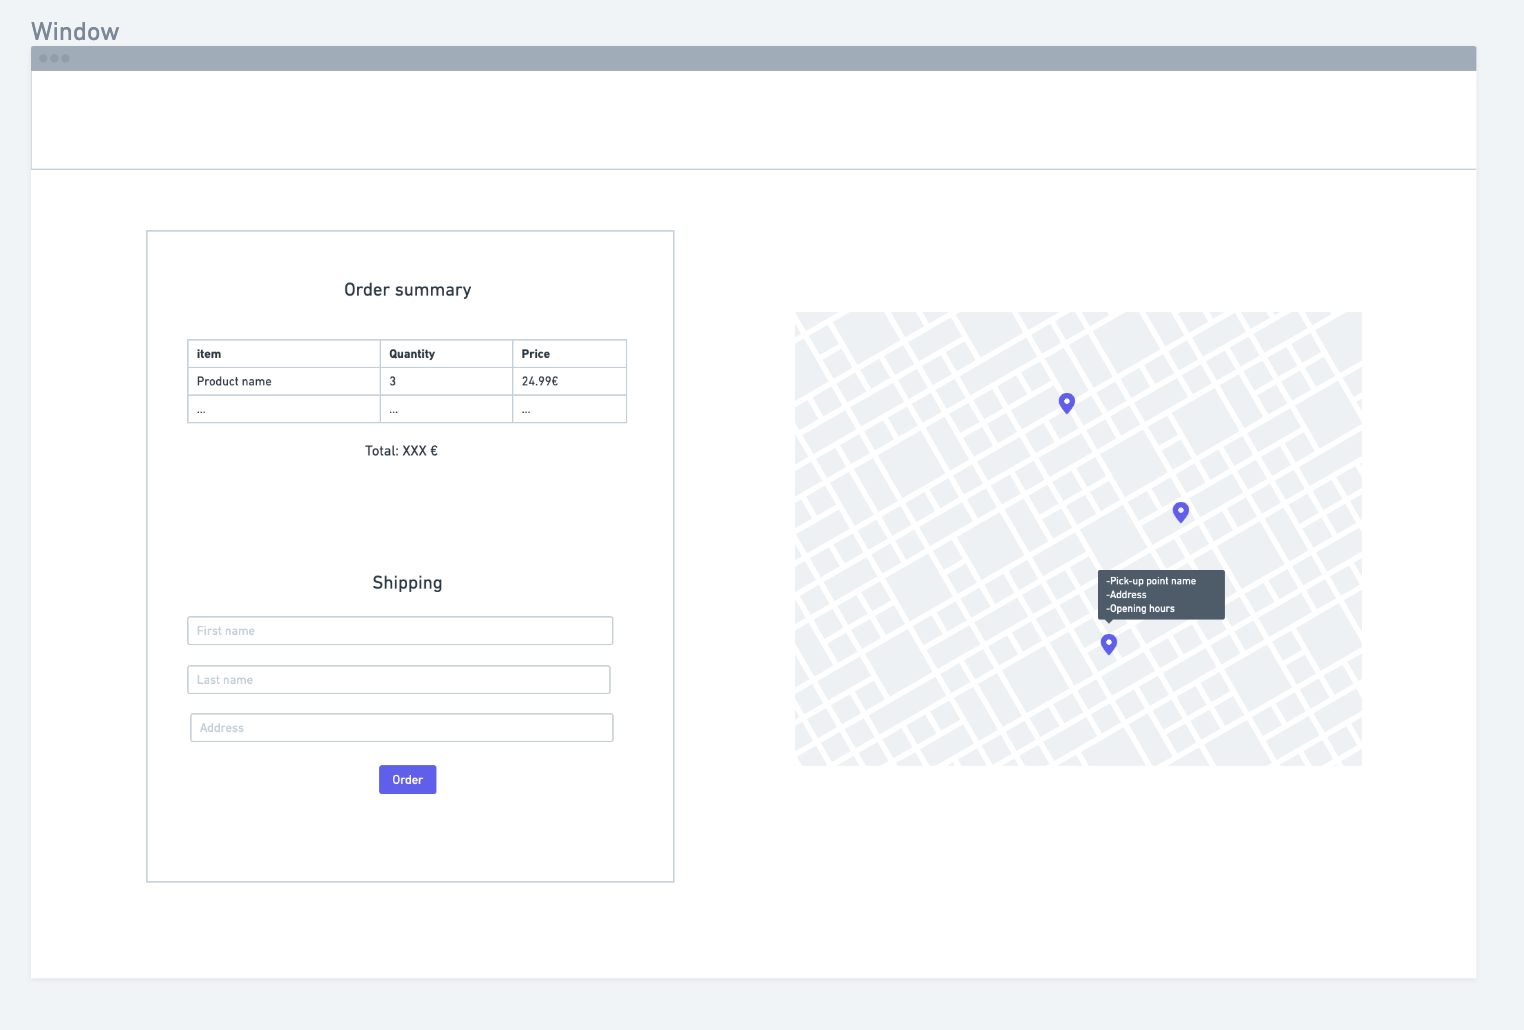 Window
Order summary
item Quantity Price
Product name 3 24.99€
... ... ...
Total: XXX €
Shipping
First name
Last name
Address
Order
-Pick-up point name
-Address
-Opening hours